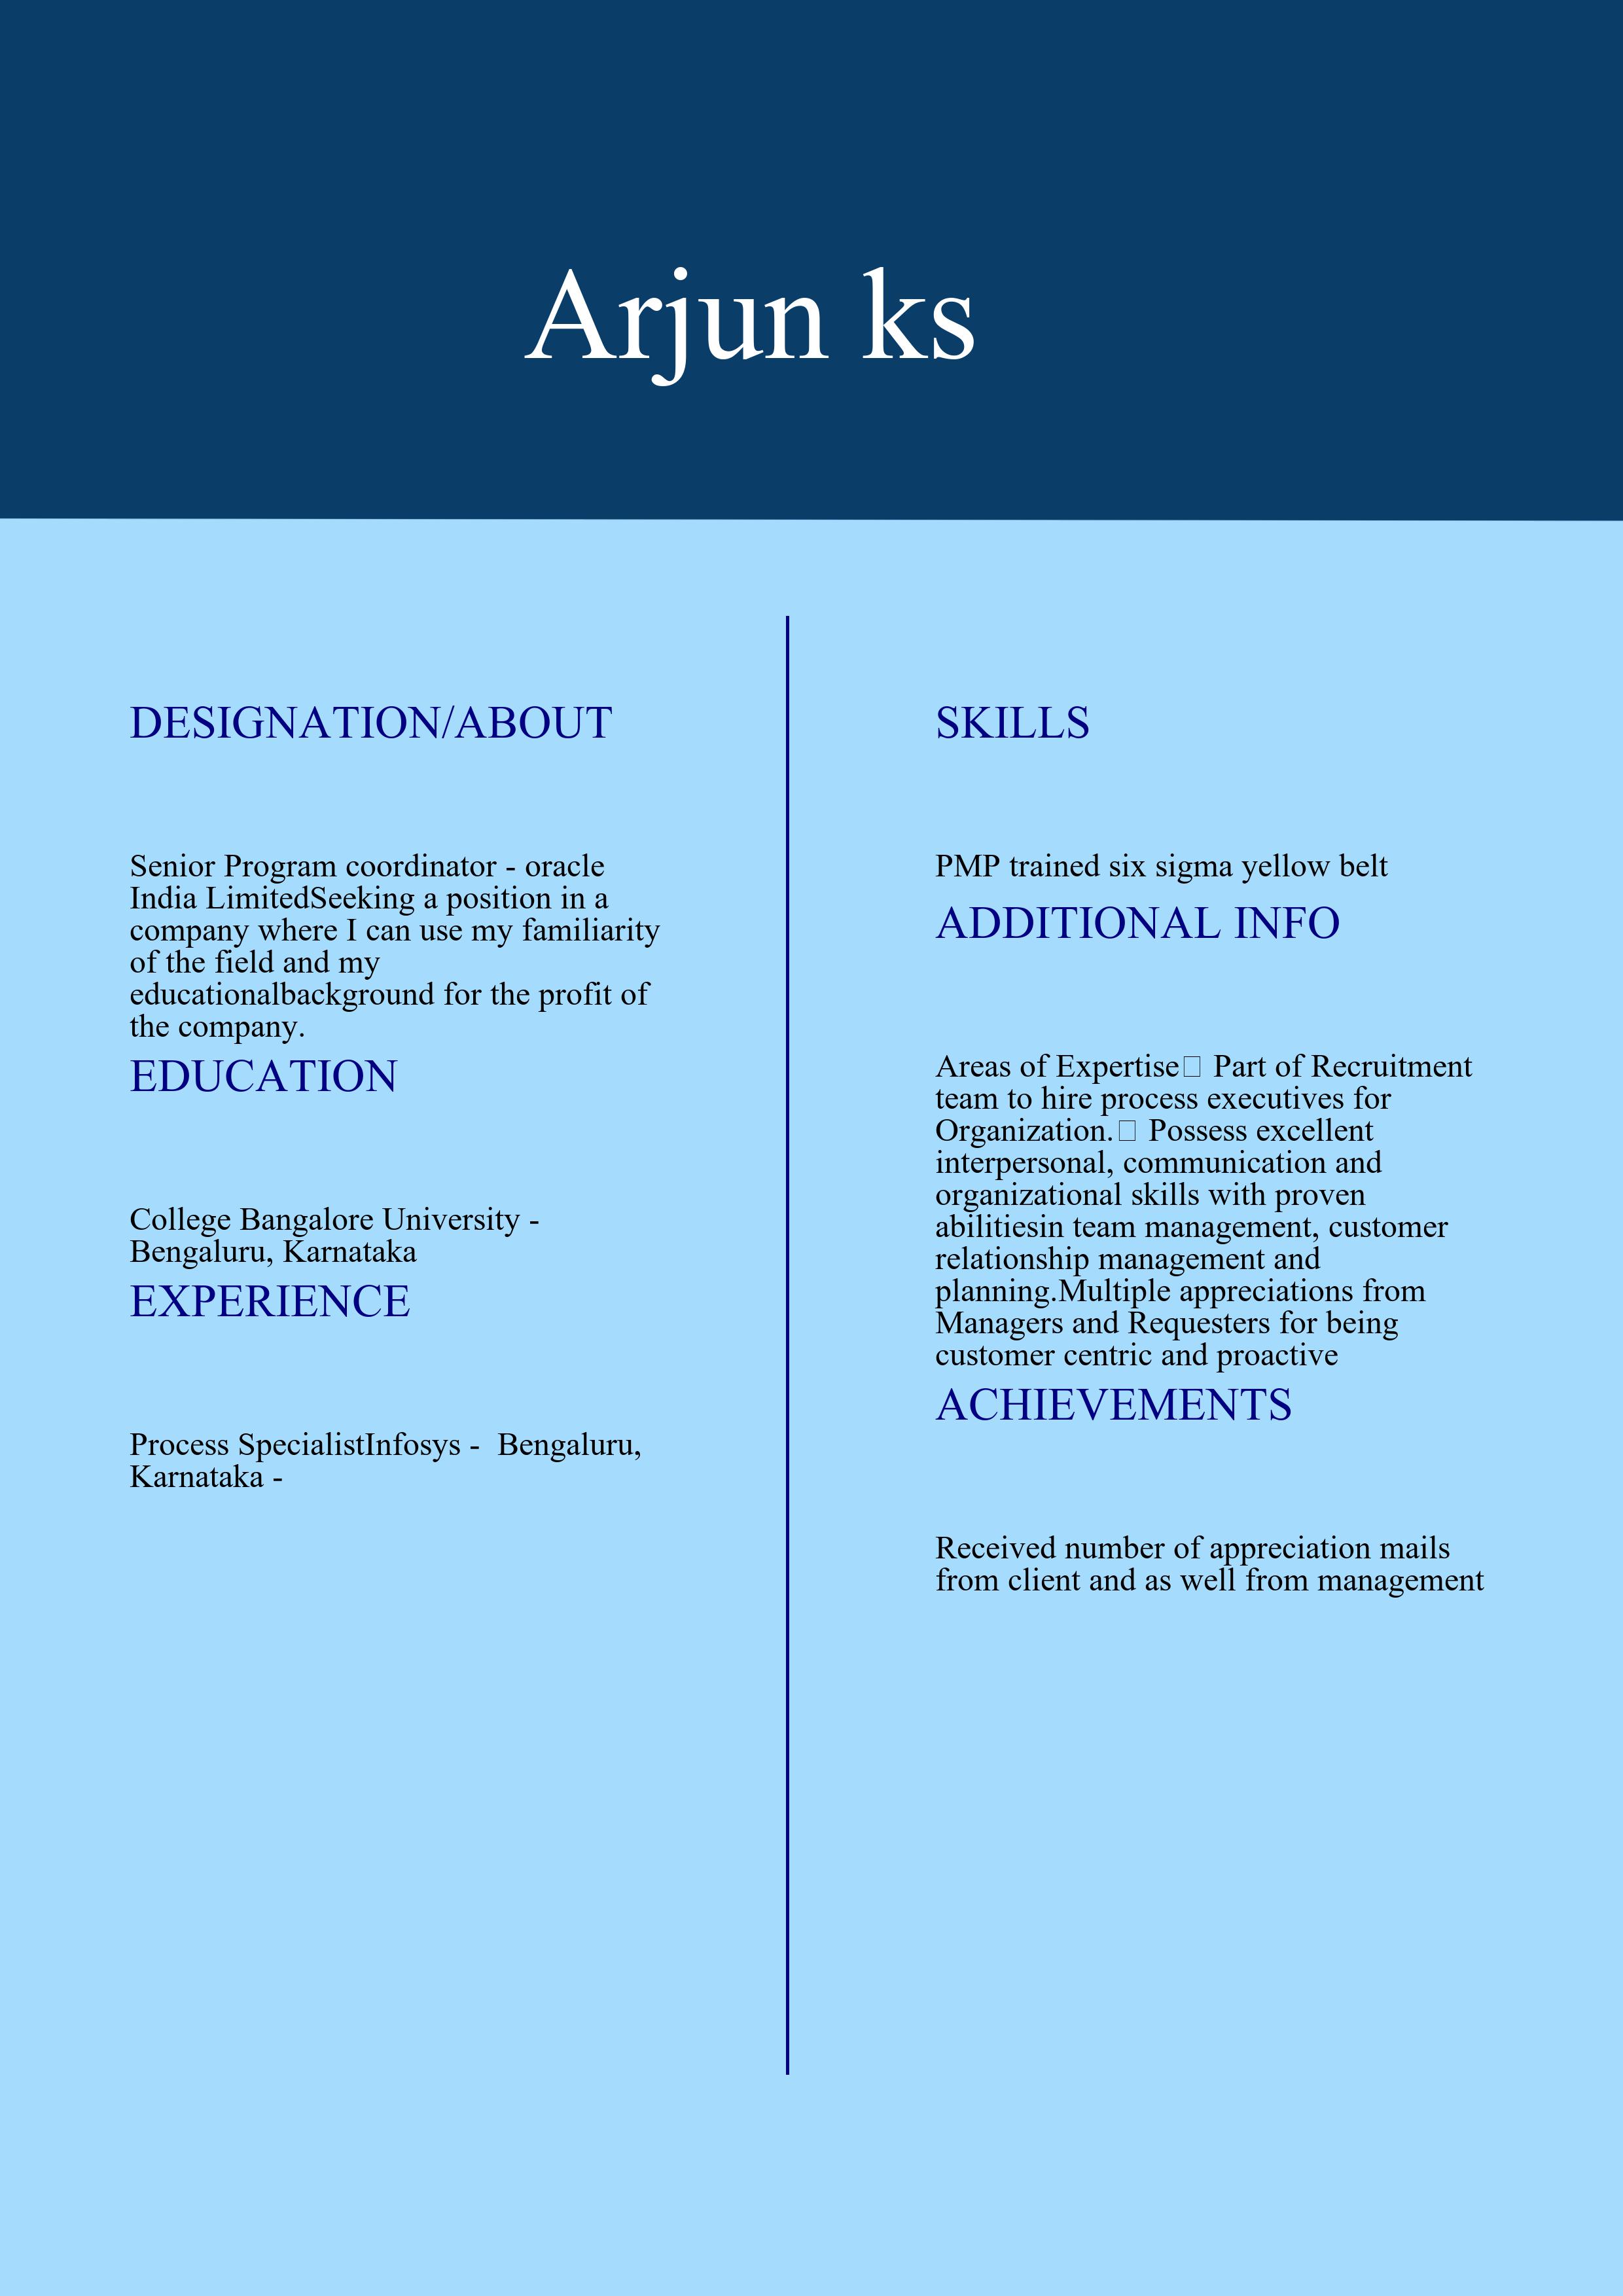 Arjun ks
DESIGNATION/ABOUT
Senior Program coordinator - oracle
India LimitedSeeking a position in a
company where I can use my familiarity
of the field and my
educationalbackground for the profit of
the company.
EDUCATION
College Bangalore University -
Bengaluru, Karnataka
EXPERIENCE
Process SpecialistInfosys -  Bengaluru,
Karnataka -
SKILLS
PMP trained six sigma yellow belt
ADDITIONAL INFO
Areas of Expertise□ Part of Recruitment
team to hire process executives for
Organization.□ Possess excellent
interpersonal, communication and
organizational skills with proven
abilitiesin team management, customer
relationship management and
planning.Multiple appreciations from
Managers and Requesters for being
customer centric and proactive
ACHIEVEMENTS
Received number of appreciation mails
from client and as well from management